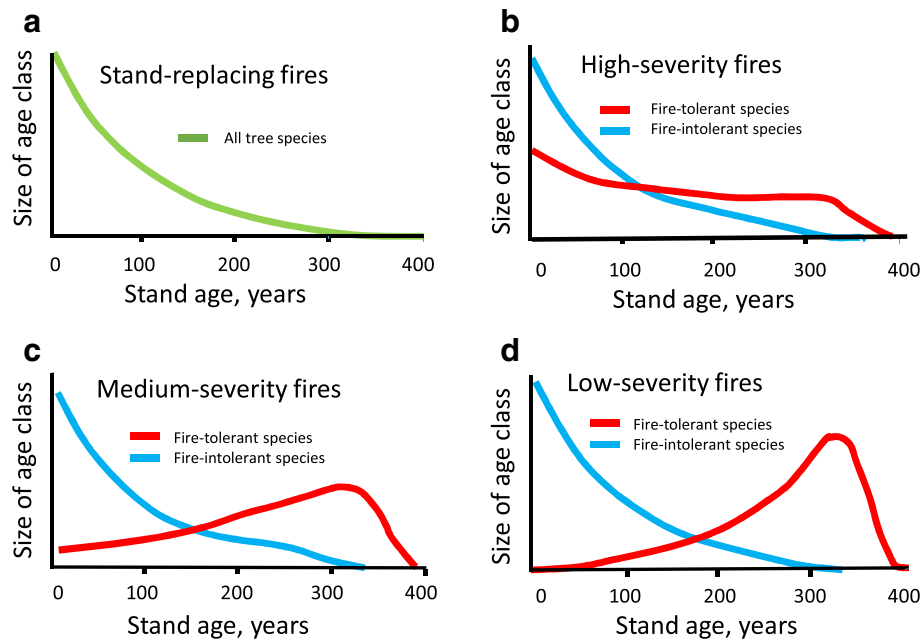 a
Stand-replacing fires
All tree species
Size of age class
0 100 200 300 400
Stand age, years
b
High-severity fires
Fire-tolerant species
Fire-intolerant species
Size of age class
0 100 200 300 400
Stand age, years
c
Medium-severity fires
Fire-tolerant species
Fire-intolerant species
Size of age class
0 100 200 300 400
Stand age, years
d
Low-severity fires
Fire-tolerant species
Fire-intolerant species
Size of age class
0 100 200 300 400
Stand age, years